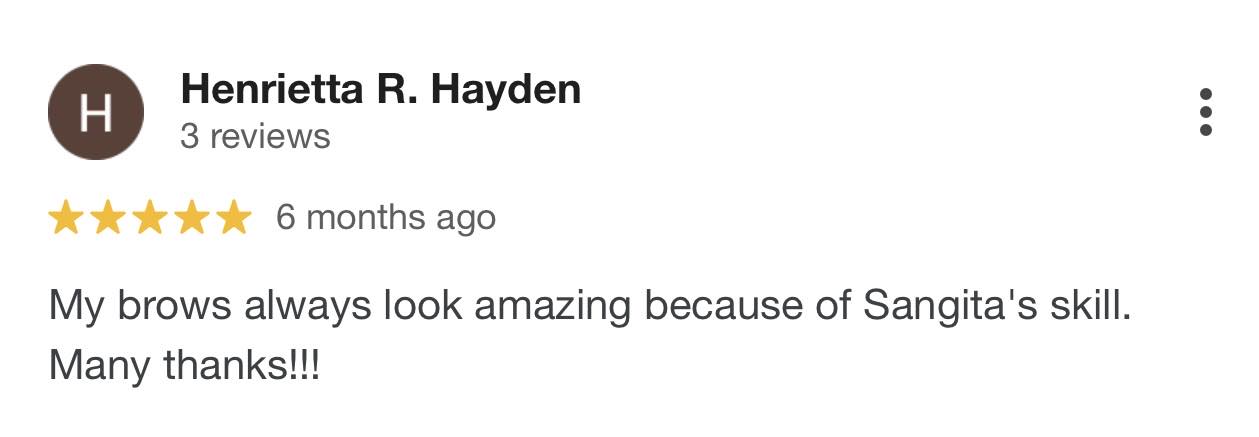 H
Henrietta R. Hayden
3 reviews
6 months ago
My brows always look amazing because of Sangita's skill.
Many thanks!!!